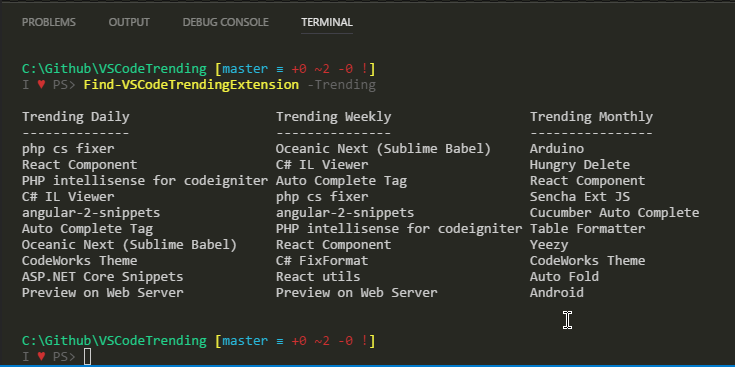 PROBLEMS OUTPUT DEBUG CONSOLE TERMINAL
C:\Github\VSCodeTrending [master ≡ +0 ~2 -0 !]
I ♥ PS> Find-VSCodeTrendingExtension -Trending
Trending Daily Trending Weekly Trending Monthly
-------------- --------------- ----------------
php cs fixer Oceanic Next (Sublime Babel) Arduino
React Component C# IL Viewer Hungry Delete
PHP intellisense for codeigniter Auto Complete Tag React Component
C# IL Viewer php cs fixer Sencha Ext JS
angular-2-snippets angular-2-snippets Cucumber Auto Complete
Auto Complete Tag PHP intellisense for codeigniter Table Formatter
Oceanic Next (Sublime Babel) React Component Yeezy
CodeWorks Theme C# FixFormat CodeWorks Theme
ASP.NET Core Snippets React utils Auto Fold
Preview on Web Server Preview on Web Server Android
C:\Github\VSCodeTrending [master ≡ +0 ~2 -0 !]
I ♥ PS>